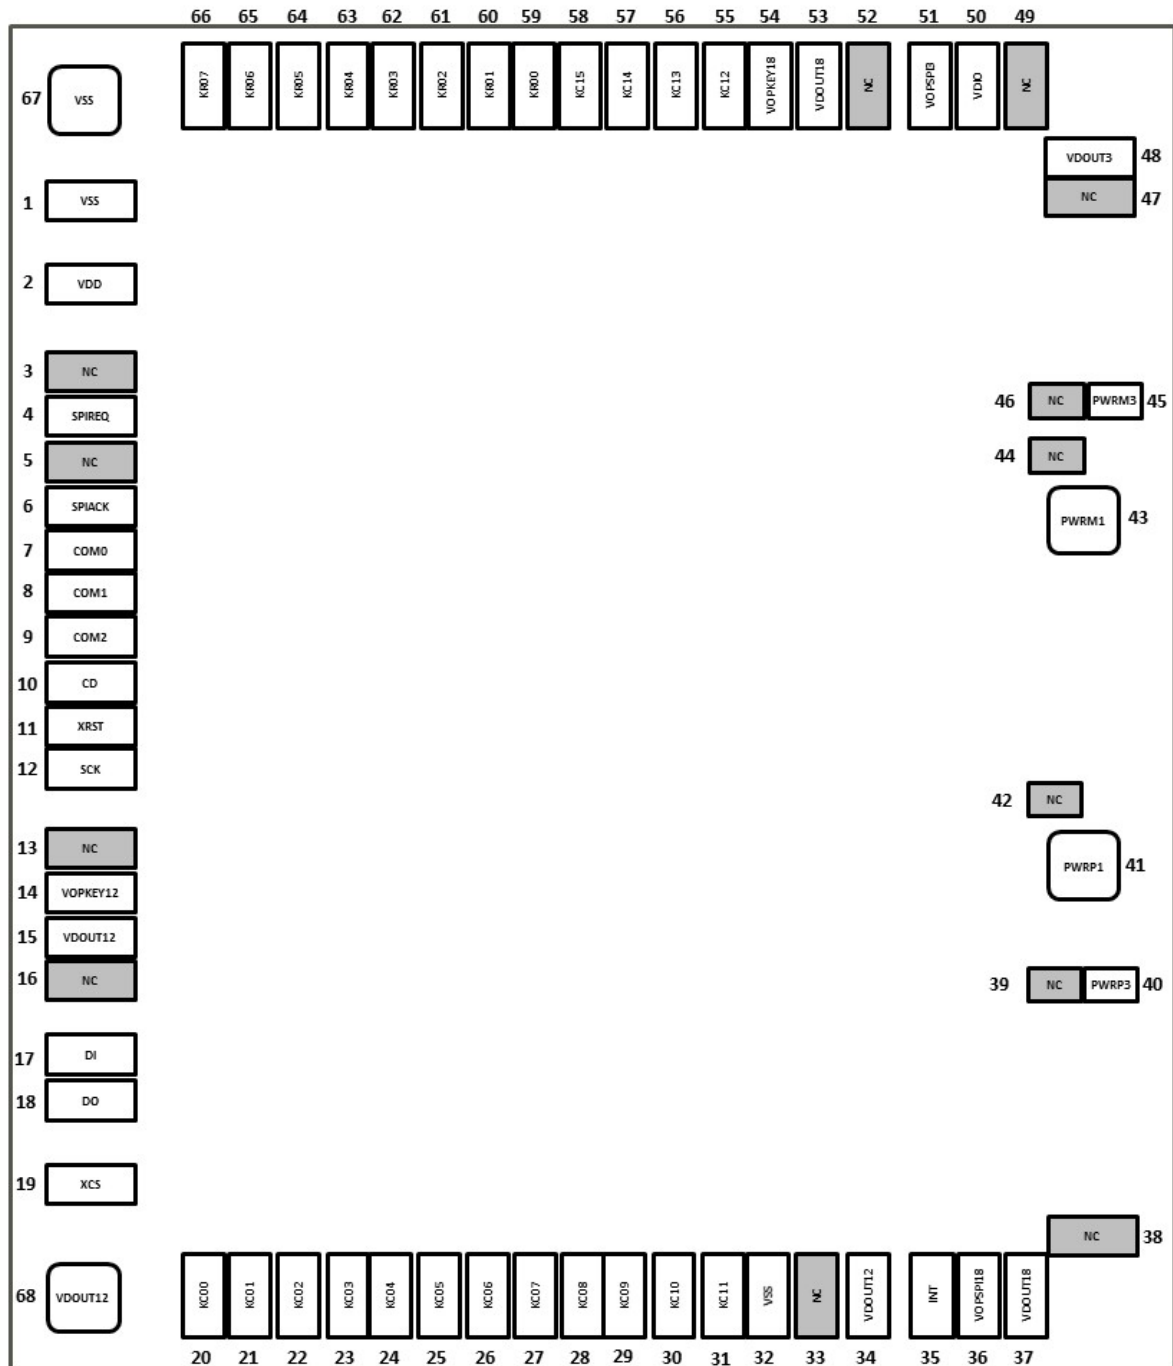 66 65 64 63 62 61 60 59 58 57 56 55 54 53 52 51 50 49
KR07 KR06 KR05 KR04 KR03 KR02 KR01 KR00 KC15 KC14 KC13 KC12 VOPKEY18 VDOUT18 NC VOPSPI3 VDIO NC
67 VSS
VDOUT3 48
1 VSS
NC 47
2 VDD
3 NC
46 NC PWRM3 45
4 SPIREQ
5 NC
44 NC
6 SPIACK
PWRM1 43
7 COM0
8 COM1
9 COM2
10 CD
11 XRST
12 SCK
42 NC
13 NC
PWRP1 41
14 VOPKEY12
15 VDOUT12
16 NC
39 NC PWRP3 40
17 DI
18 DO
19 XCS
NC 38
68 VDOUT12
KC00 KC01 KC02 KC03 KC04 KC05 KC06 KC07 KC08 KC09 KC10 KC11 VSS NC VDOUT12 INT VOPSPI18 VDOUT18
20 21 22 23 24 25 26 27 28 29 30 31 32 33 34 35 36 37